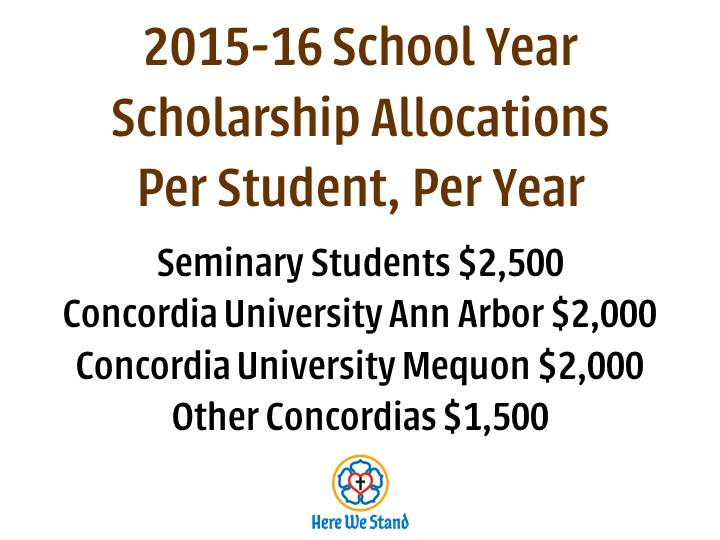 2015-16 School Year
Scholarship Allocations
Per Student, Per Year
Seminary Students $2,500
Concordia University Ann Arbor $2,000
Concordia University Mequon $2,000
Other Concordias $1,500
Here We Stand